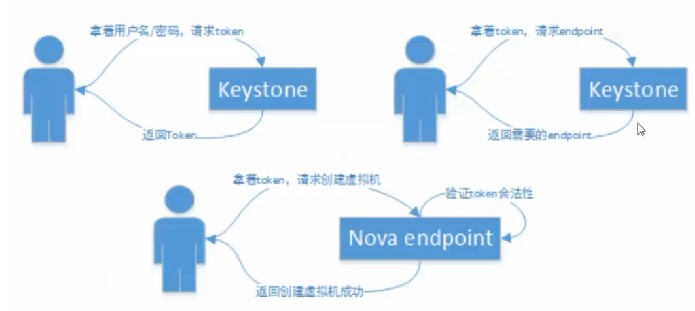 拿着用户名/密码，请求token
Keystone
返回Token
拿着token，请求endpoint
Keystone
返回需要的endpoint
拿着token，请求创建虚拟机
验证token合法性
Nova endpoint
返回创建虚拟机成功